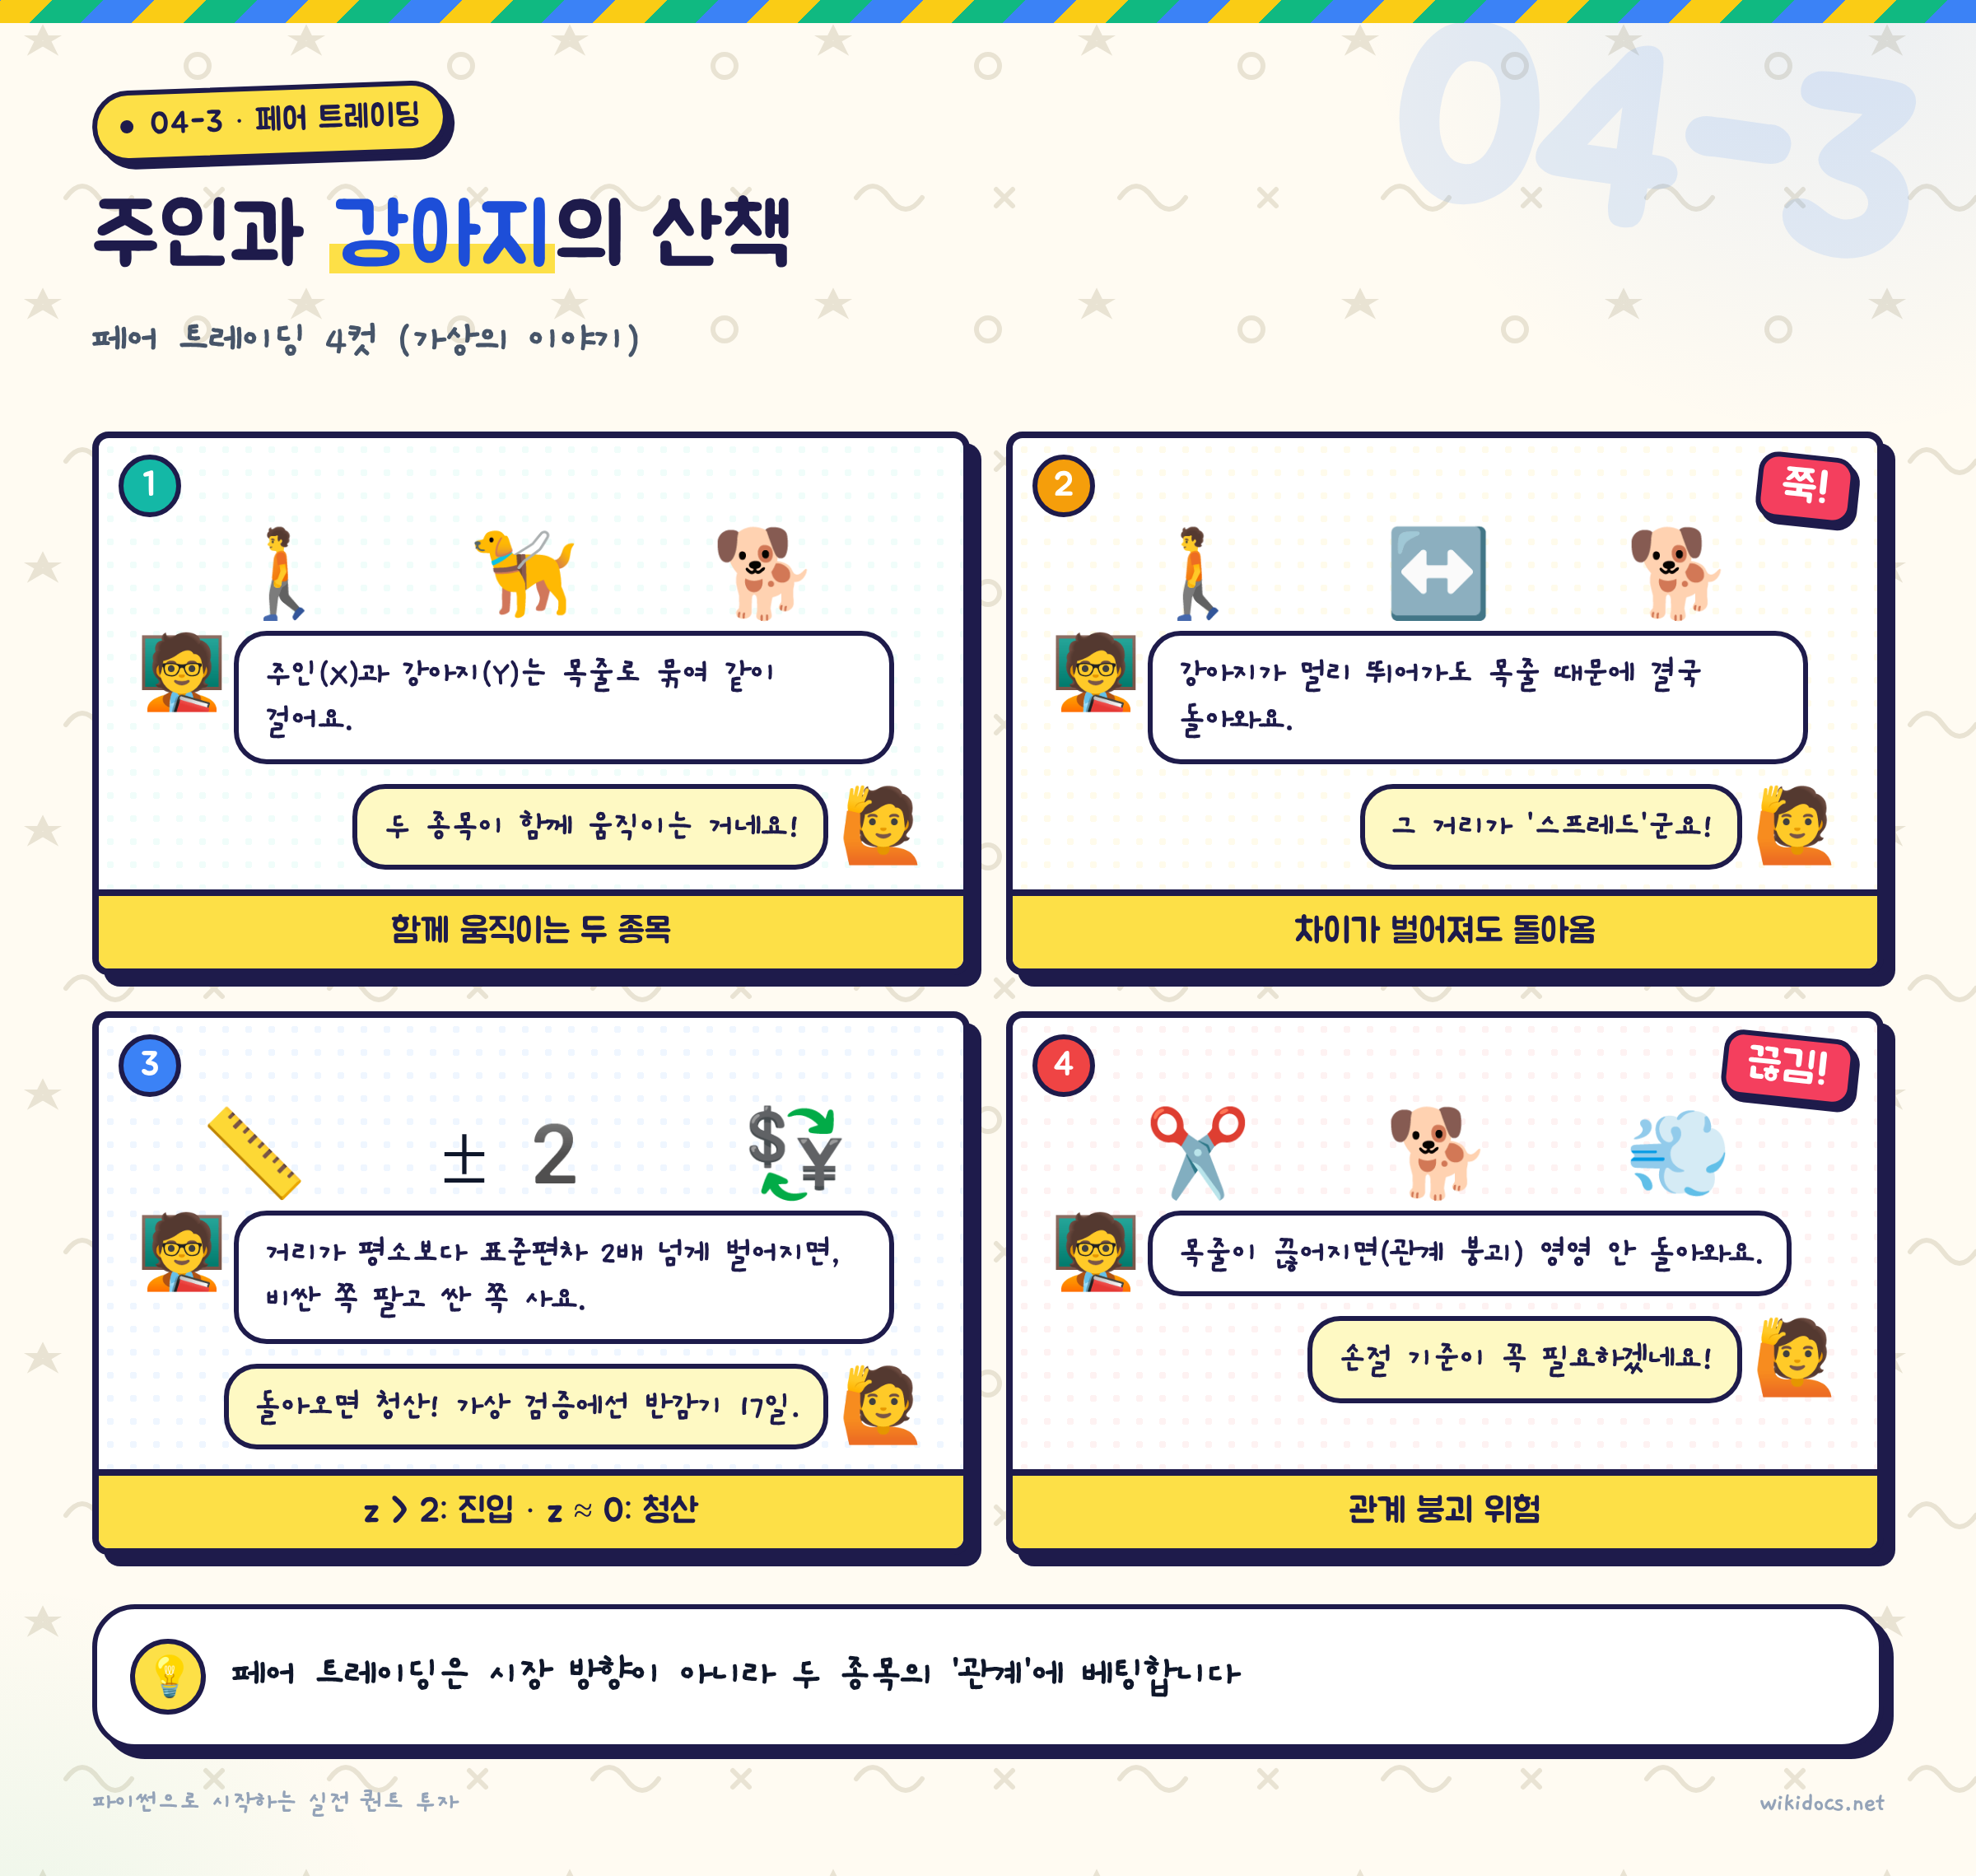 04-3
04-3 · 페어 트레이딩
주인과 강아지의 산책
페어 트레이딩 4컷 (가상의 이야기)
1
주인(X)과 강아지(Y)는 목줄로 묶여 같이
걸어요.
두 종목이 함께 움직이는 거네요!
함께 움직이는 두 종목
2
쭉!
강아지가 멀리 뛰어가도 목줄 때문에 결국
돌아와요.
그 거리가 '스프레드'군요!
차이가 벌어져도 돌아옴
3
± 2
거리가 평소보다 표준편차 2배 넘게 벌어지면,
비싼 쪽 팔고 싼 쪽 사요.
돌아오면 청산! 가상 검증에선 반감기 17일.
z > 2: 진입 · z ≈ 0: 청산
4
끊김!
목줄이 끊어지면(관계 붕괴) 영영 안 돌아와요.
손절 기준이 꼭 필요하겠네요!
관계 붕괴 위험
페어 트레이딩은 시장 방향이 아니라 두 종목의 '관계'에 베팅합니다
파이썬으로 시작하는 실전 퀀트 투자
wikidocs.net